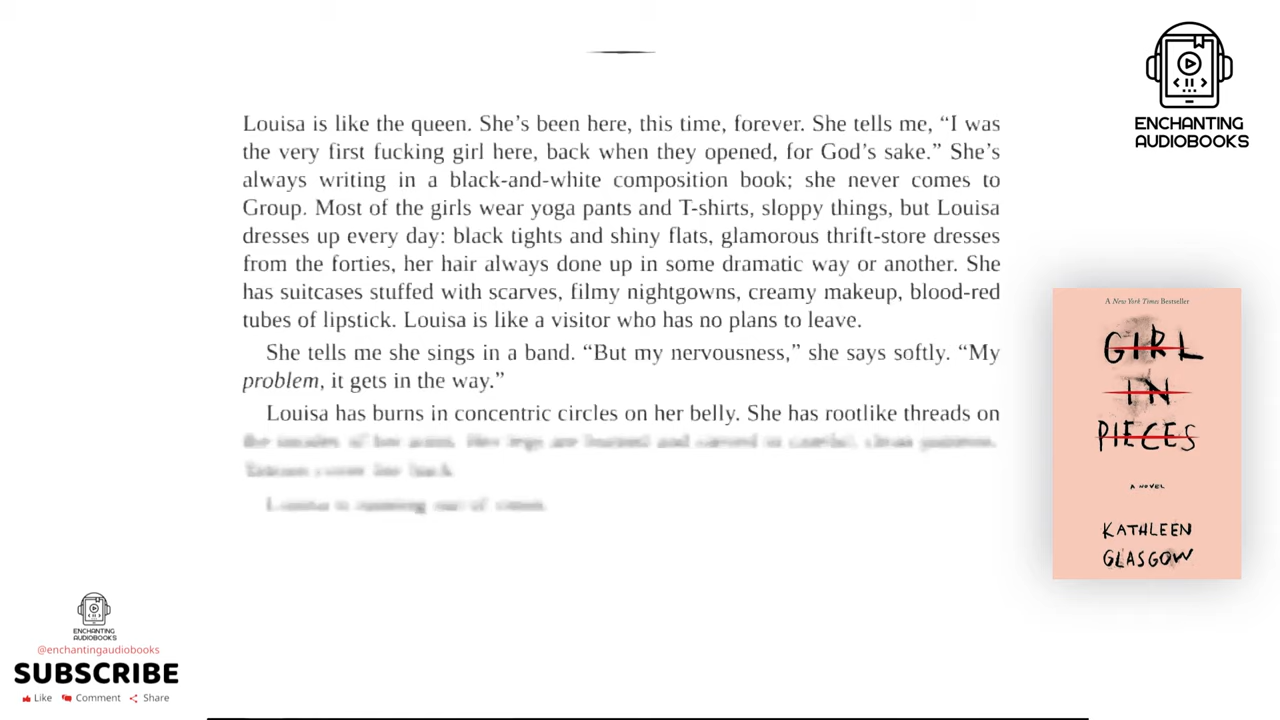 ENCHANTING
AUDIOBOOKS
Louisa is like the queen. She’s been here, this time, forever. She tells me, “I was
the very first fucking girl here, back when they opened, for God’s sake.” She’s
always writing in a black-and-white composition book; she never comes to
Group. Most of the girls wear yoga pants and T-shirts, sloppy things, but Louisa
dresses up every day: black tights and shiny flats, glamorous thrift-store dresses
from the forties, her hair always done up in some dramatic way or another. She
has suitcases stuffed with scarves, filmy nightgowns, creamy makeup, blood-red
tubes of lipstick. Louisa is like a visitor who has no plans to leave.
She tells me she sings in a band. “But my nervousness,” she says softly. “My
problem, it gets in the way.”
Louisa has burns in concentric circles on her belly. She has rootlike threads on
A New York Times Bestseller
GIRL
IN
PIECES
A NOVEL
KATHLEEN
GLASGOW
ENCHANTING
AUDIOBOOKS
@enchantingaudiobooks
SUBSCRIBE
Like Comment Share